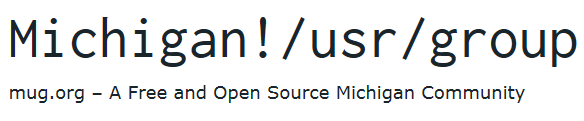 Michigan!/usr/group
mug.org – A Free and Open Source Michigan Community